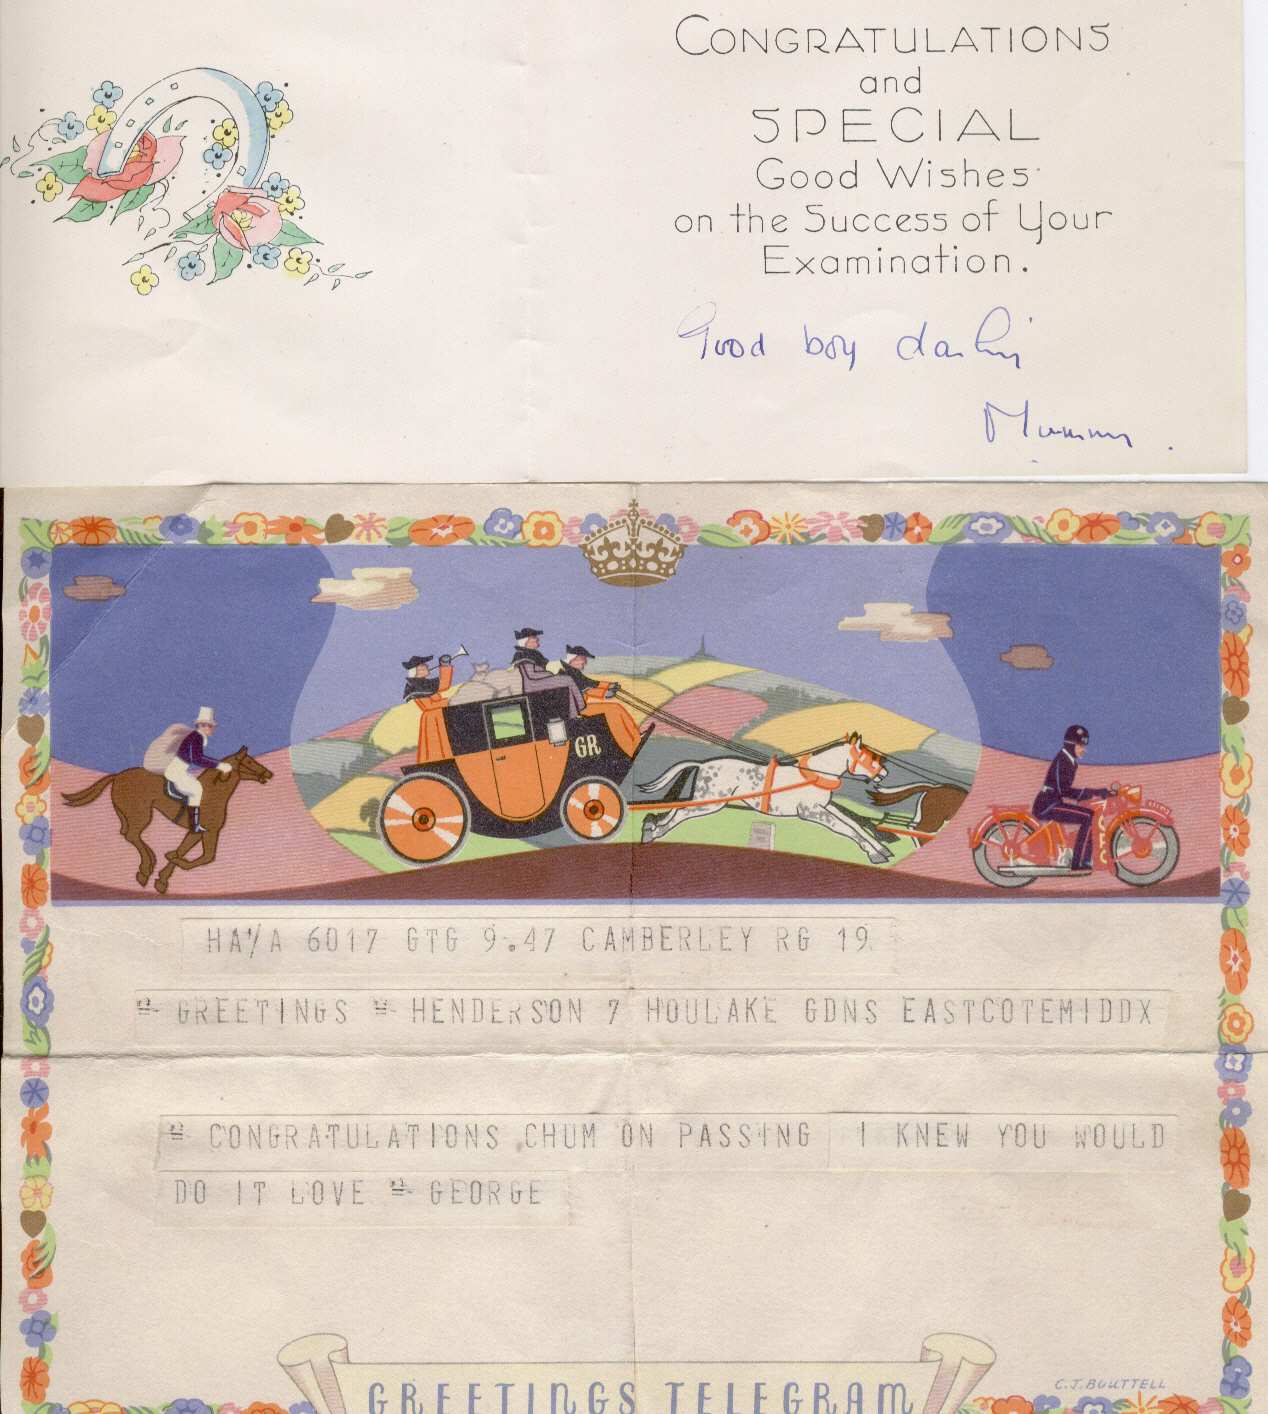 CONGRATULATIONS
and
SPECIAL
Good Wishes
on the Success of Your
Examination.
Good boy darling
Mummy.
GR
HA1/A 6017 GTG 9.47 CAMBERLEY RG 19
= GREETINGS = HENDERSON 7 HOULAKE GDNS EASTCOTEMIDDX
= CONGRATULATIONS CHUM ON PASSING I KNEW YOU WOULD
DO IT LOVE = GEORGE
GREETINGS TELEGRAM
C.J. BOUTTELL